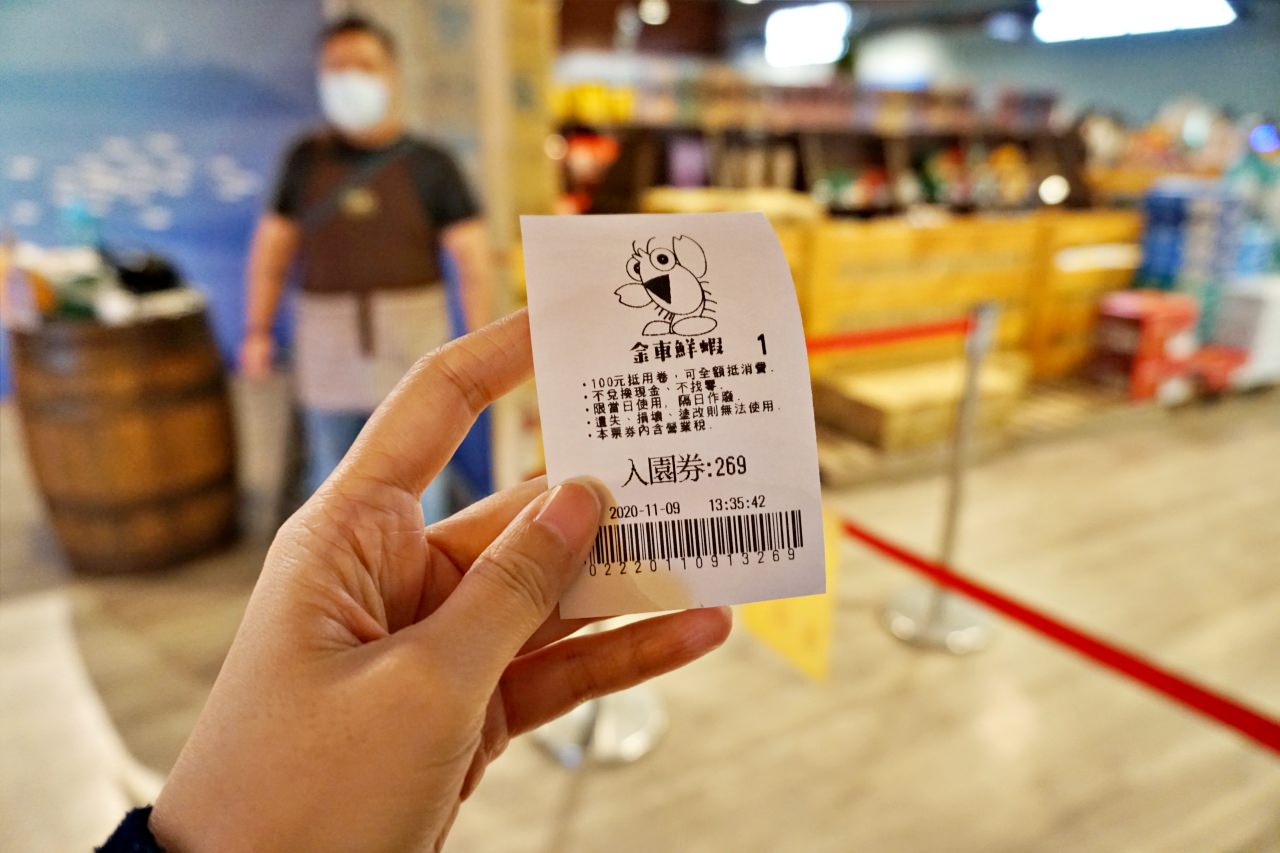 金車鮮蝦 1
・100元抵用卷，可全額抵消費．
・不兌換現金、不找零．
・限當日使用，隔日作廢．
・遺失、損壞、塗改則無法使用．
・本票券內含營業稅．
入園券:269
2020-11-09 13:35:42
02220110913269